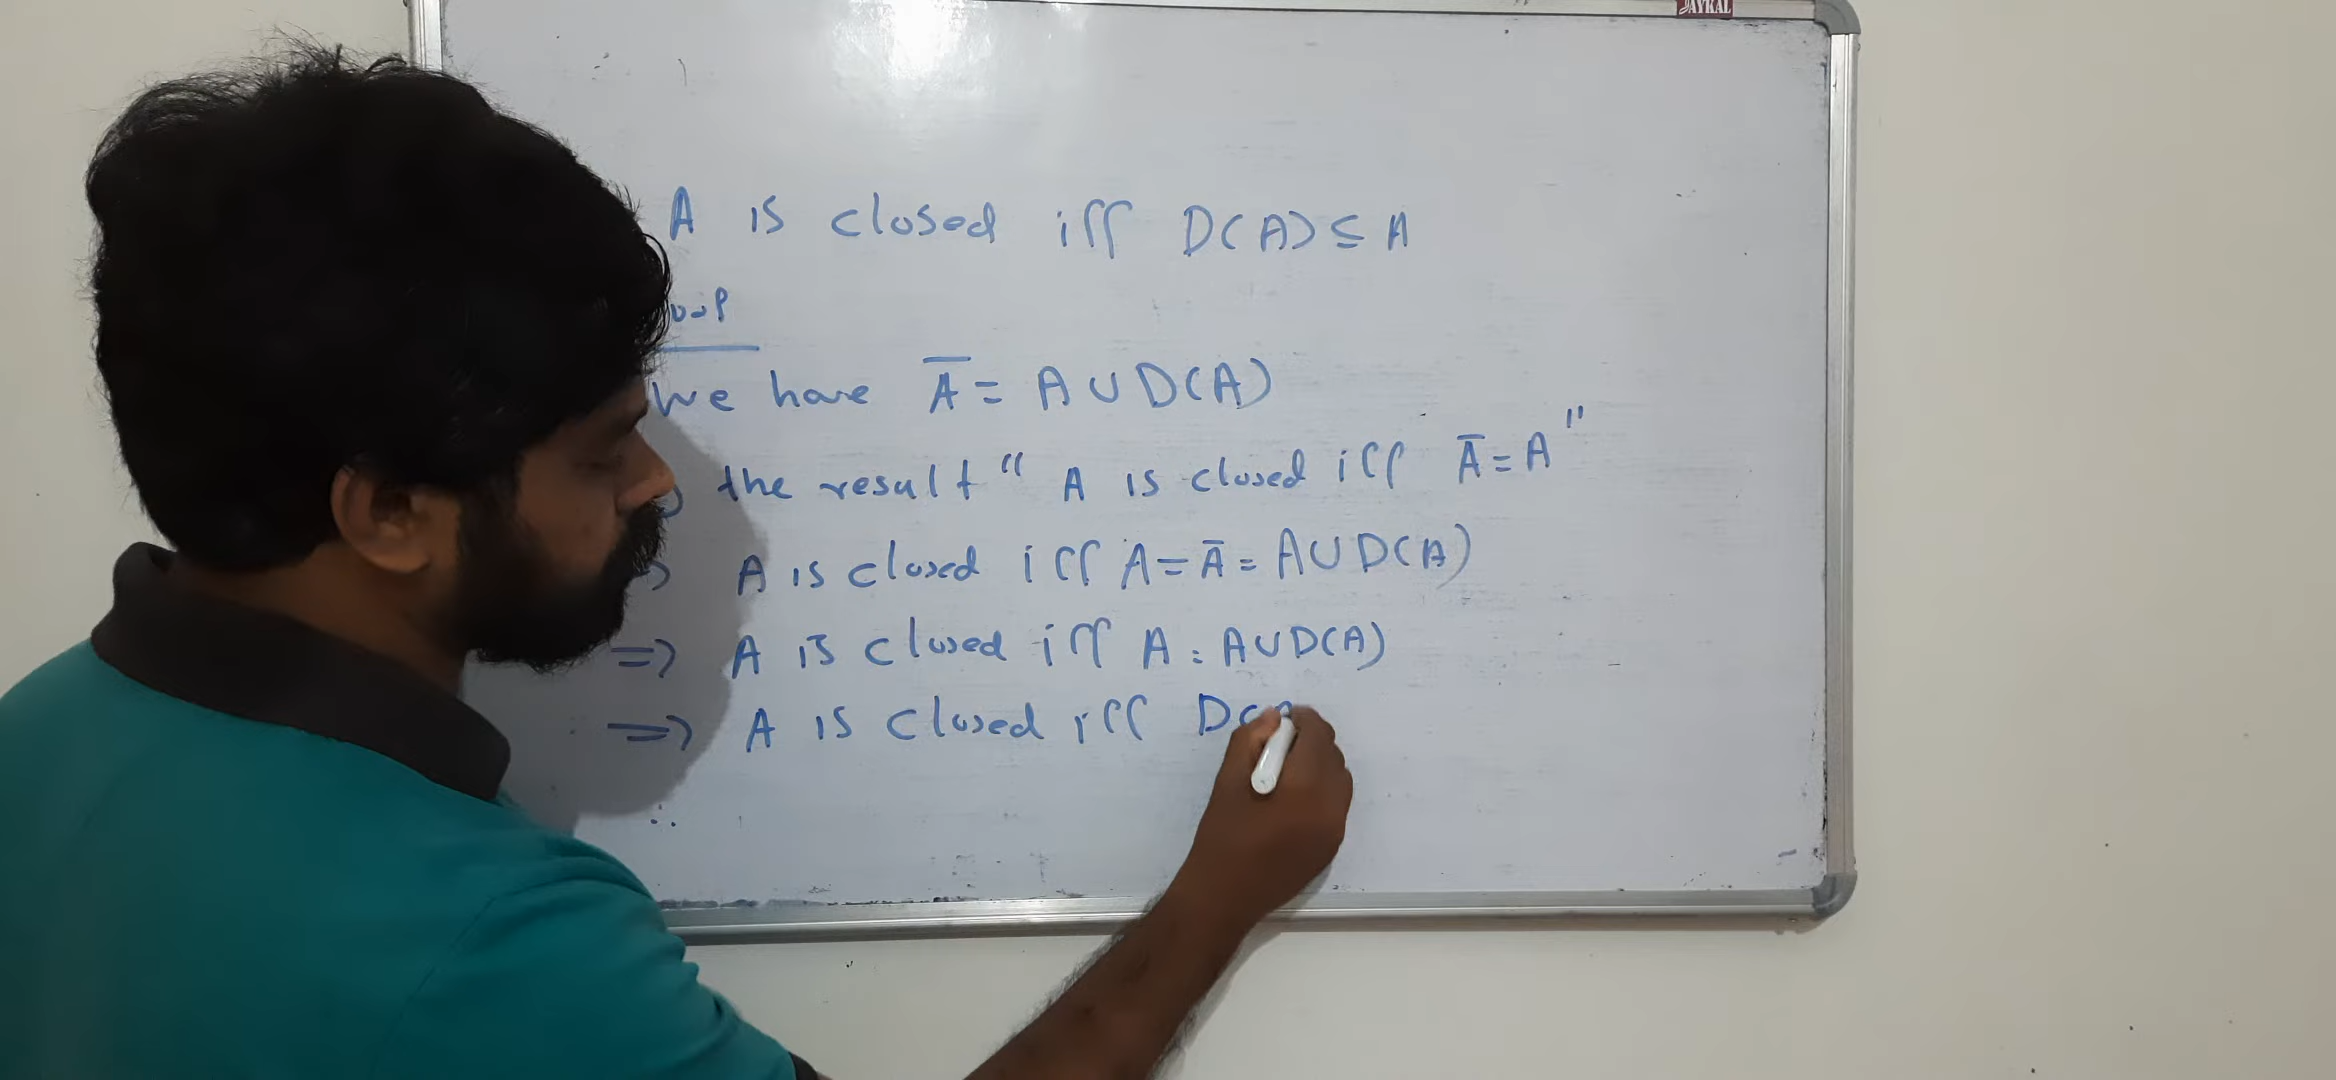 JAYKAL
A is closed iff D(A) ⊆ A
We have A̅ = A ∪ D(A)
the result " A is closed iff A̅ = A "
A is closed iff A = A̅ = A ∪ D(A)
=> A is closed iff A = A ∪ D(A)
=> A is closed iff D(
∴